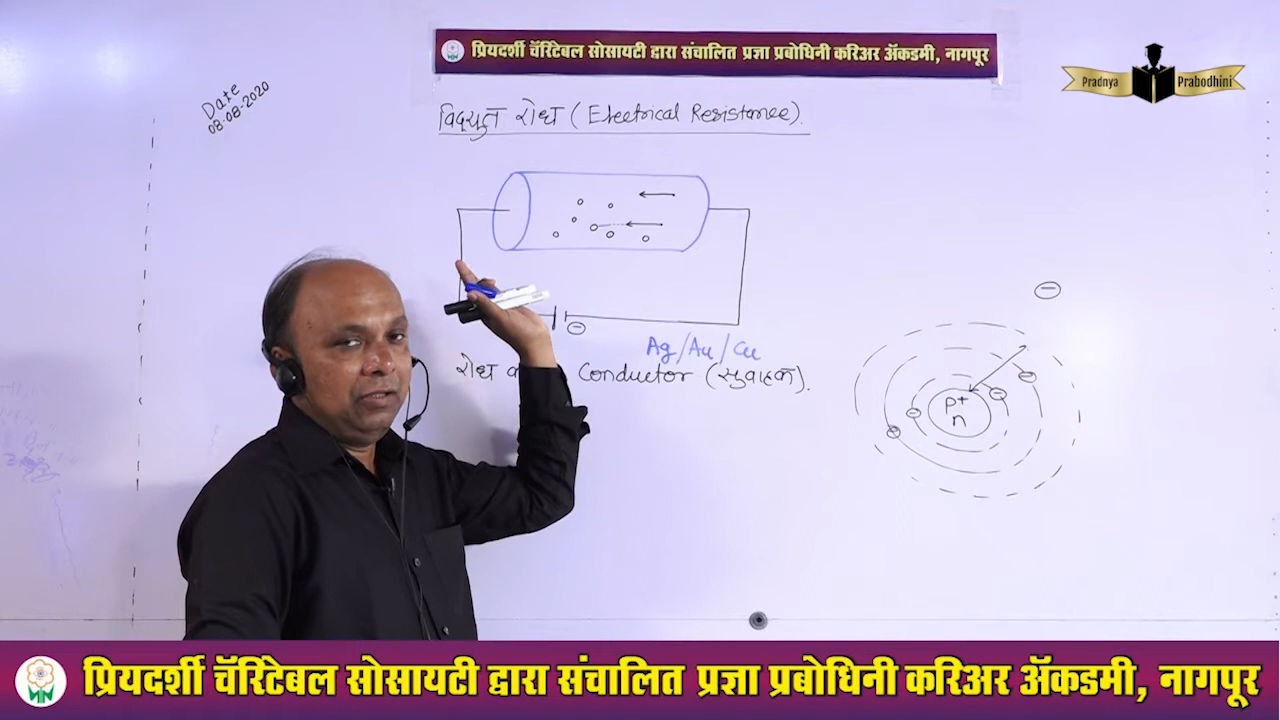 प्रियदर्शी चॅरिटेबल सोसायटी द्वारा संचालित प्रज्ञा प्रबोधिनी करिअर ॲकडमी, नागपूर
Pradnya Prabodhini
Date
08-08-2020
विद्युत रोध (Electrical Resistance).
Ag/Au/Cu
रोध Conductor (सुवाहक).
P+
n
प्रियदर्शी चॅरिटेबल सोसायटी द्वारा संचालित प्रज्ञा प्रबोधिनी करिअर ॲकडमी, नागपूर